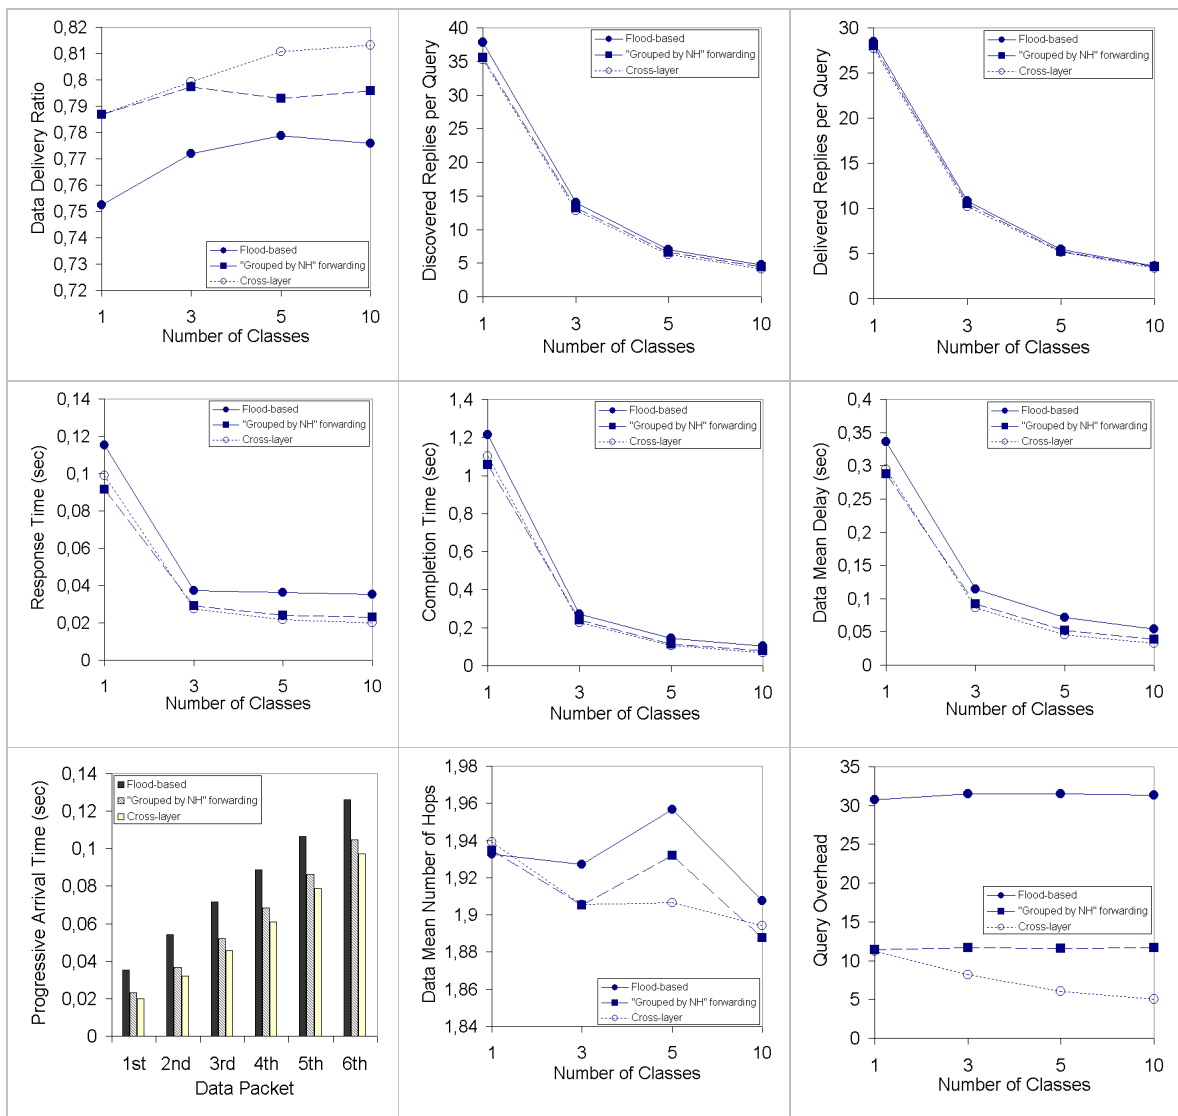 Data Delivery Ratio
0,82
0,81
0,8
0,79
0,78
0,77
0,76
0,75
0,74
0,73
0,72
Flood-based
"Grouped by NH" forwarding
Cross-layer
1 3 5 10
Number of Classes
Discovered Replies per Query
40
35
30
25
20
15
10
5
0
Flood-based
"Grouped by NH" forwarding
Cross-layer
1 3 5 10
Number of Classes
Delivered Replies per Query
30
25
20
15
10
5
0
Flood-based
"Grouped by NH" forwarding
Cross-layer
1 3 5 10
Number of Classes
Response Time (sec)
0,14
0,12
0,1
0,08
0,06
0,04
0,02
0
Flood-based
"Grouped by NH" forwarding
Cross-layer
1 3 5 10
Number of Classes
Completion Time (sec)
1,4
1,2
1
0,8
0,6
0,4
0,2
0
Flood-based
"Grouped by NH" forwarding
Cross-layer
1 3 5 10
Number of Classes
Data Mean Delay (sec)
0,4
0,35
0,3
0,25
0,2
0,15
0,1
0,05
0
Flood-based
"Grouped by NH" forwarding
Cross-layer
1 3 5 10
Number of Classes
Progressive Arrival Time (sec)
0,14
0,12
0,1
0,08
0,06
0,04
0,02
0
Flood-based
"Grouped by NH" forwarding
Cross-layer
1st 2nd 3rd 4th 5th 6th
Data Packet
Data Mean Number of Hops
1,98
1,96
1,94
1,92
1,9
1,88
1,86
1,84
Flood-based
"Grouped by NH" forwarding
Cross-layer
1 3 5 10
Number of Classes
Query Overhead
35
30
25
20
15
10
5
0
Flood-based
"Grouped by NH" forwarding
Cross-layer
1 3 5 10
Number of Classes